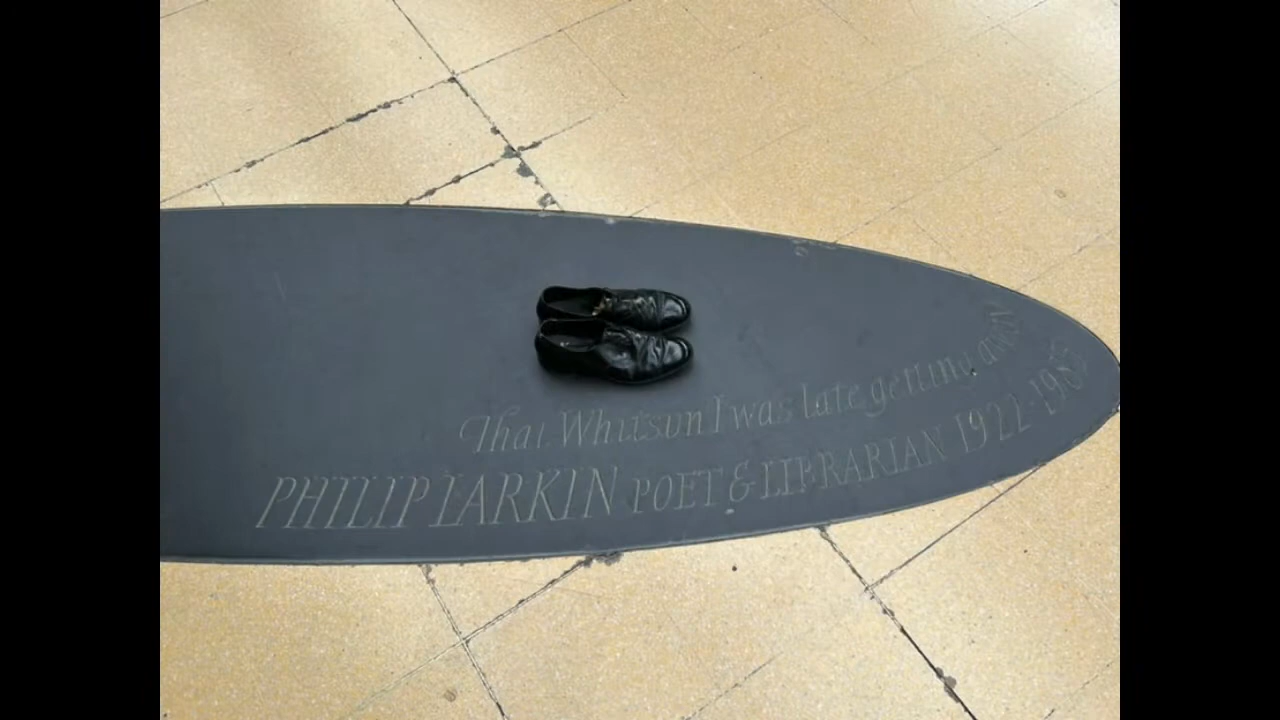 That Whitsun I was late getting away
PHILIP LARKIN POET & LIBRARIAN 1922-1985